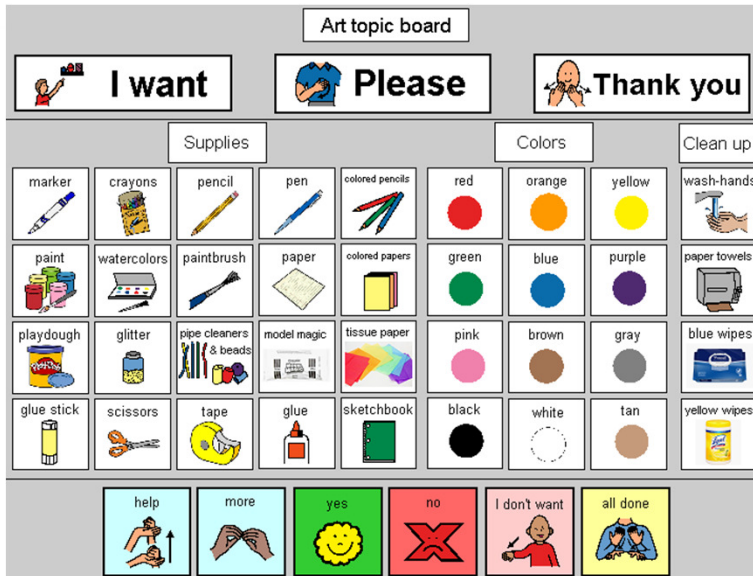 Art topic board
I want
Please
Thank you
Supplies
Colors
Clean up
marker
crayons
pencil
pen
colored pencils
red
orange
yellow
wash-hands
paint
watercolors
paintbrush
paper
colored papers
green
blue
purple
paper towels
playdough
glitter
pipe cleaners
& beads
model magic
tissue paper
pink
brown
gray
blue wipes
glue stick
scissors
tape
glue
sketchbook
black
white
tan
yellow wipes
help
more
yes
no
I don't want
all done